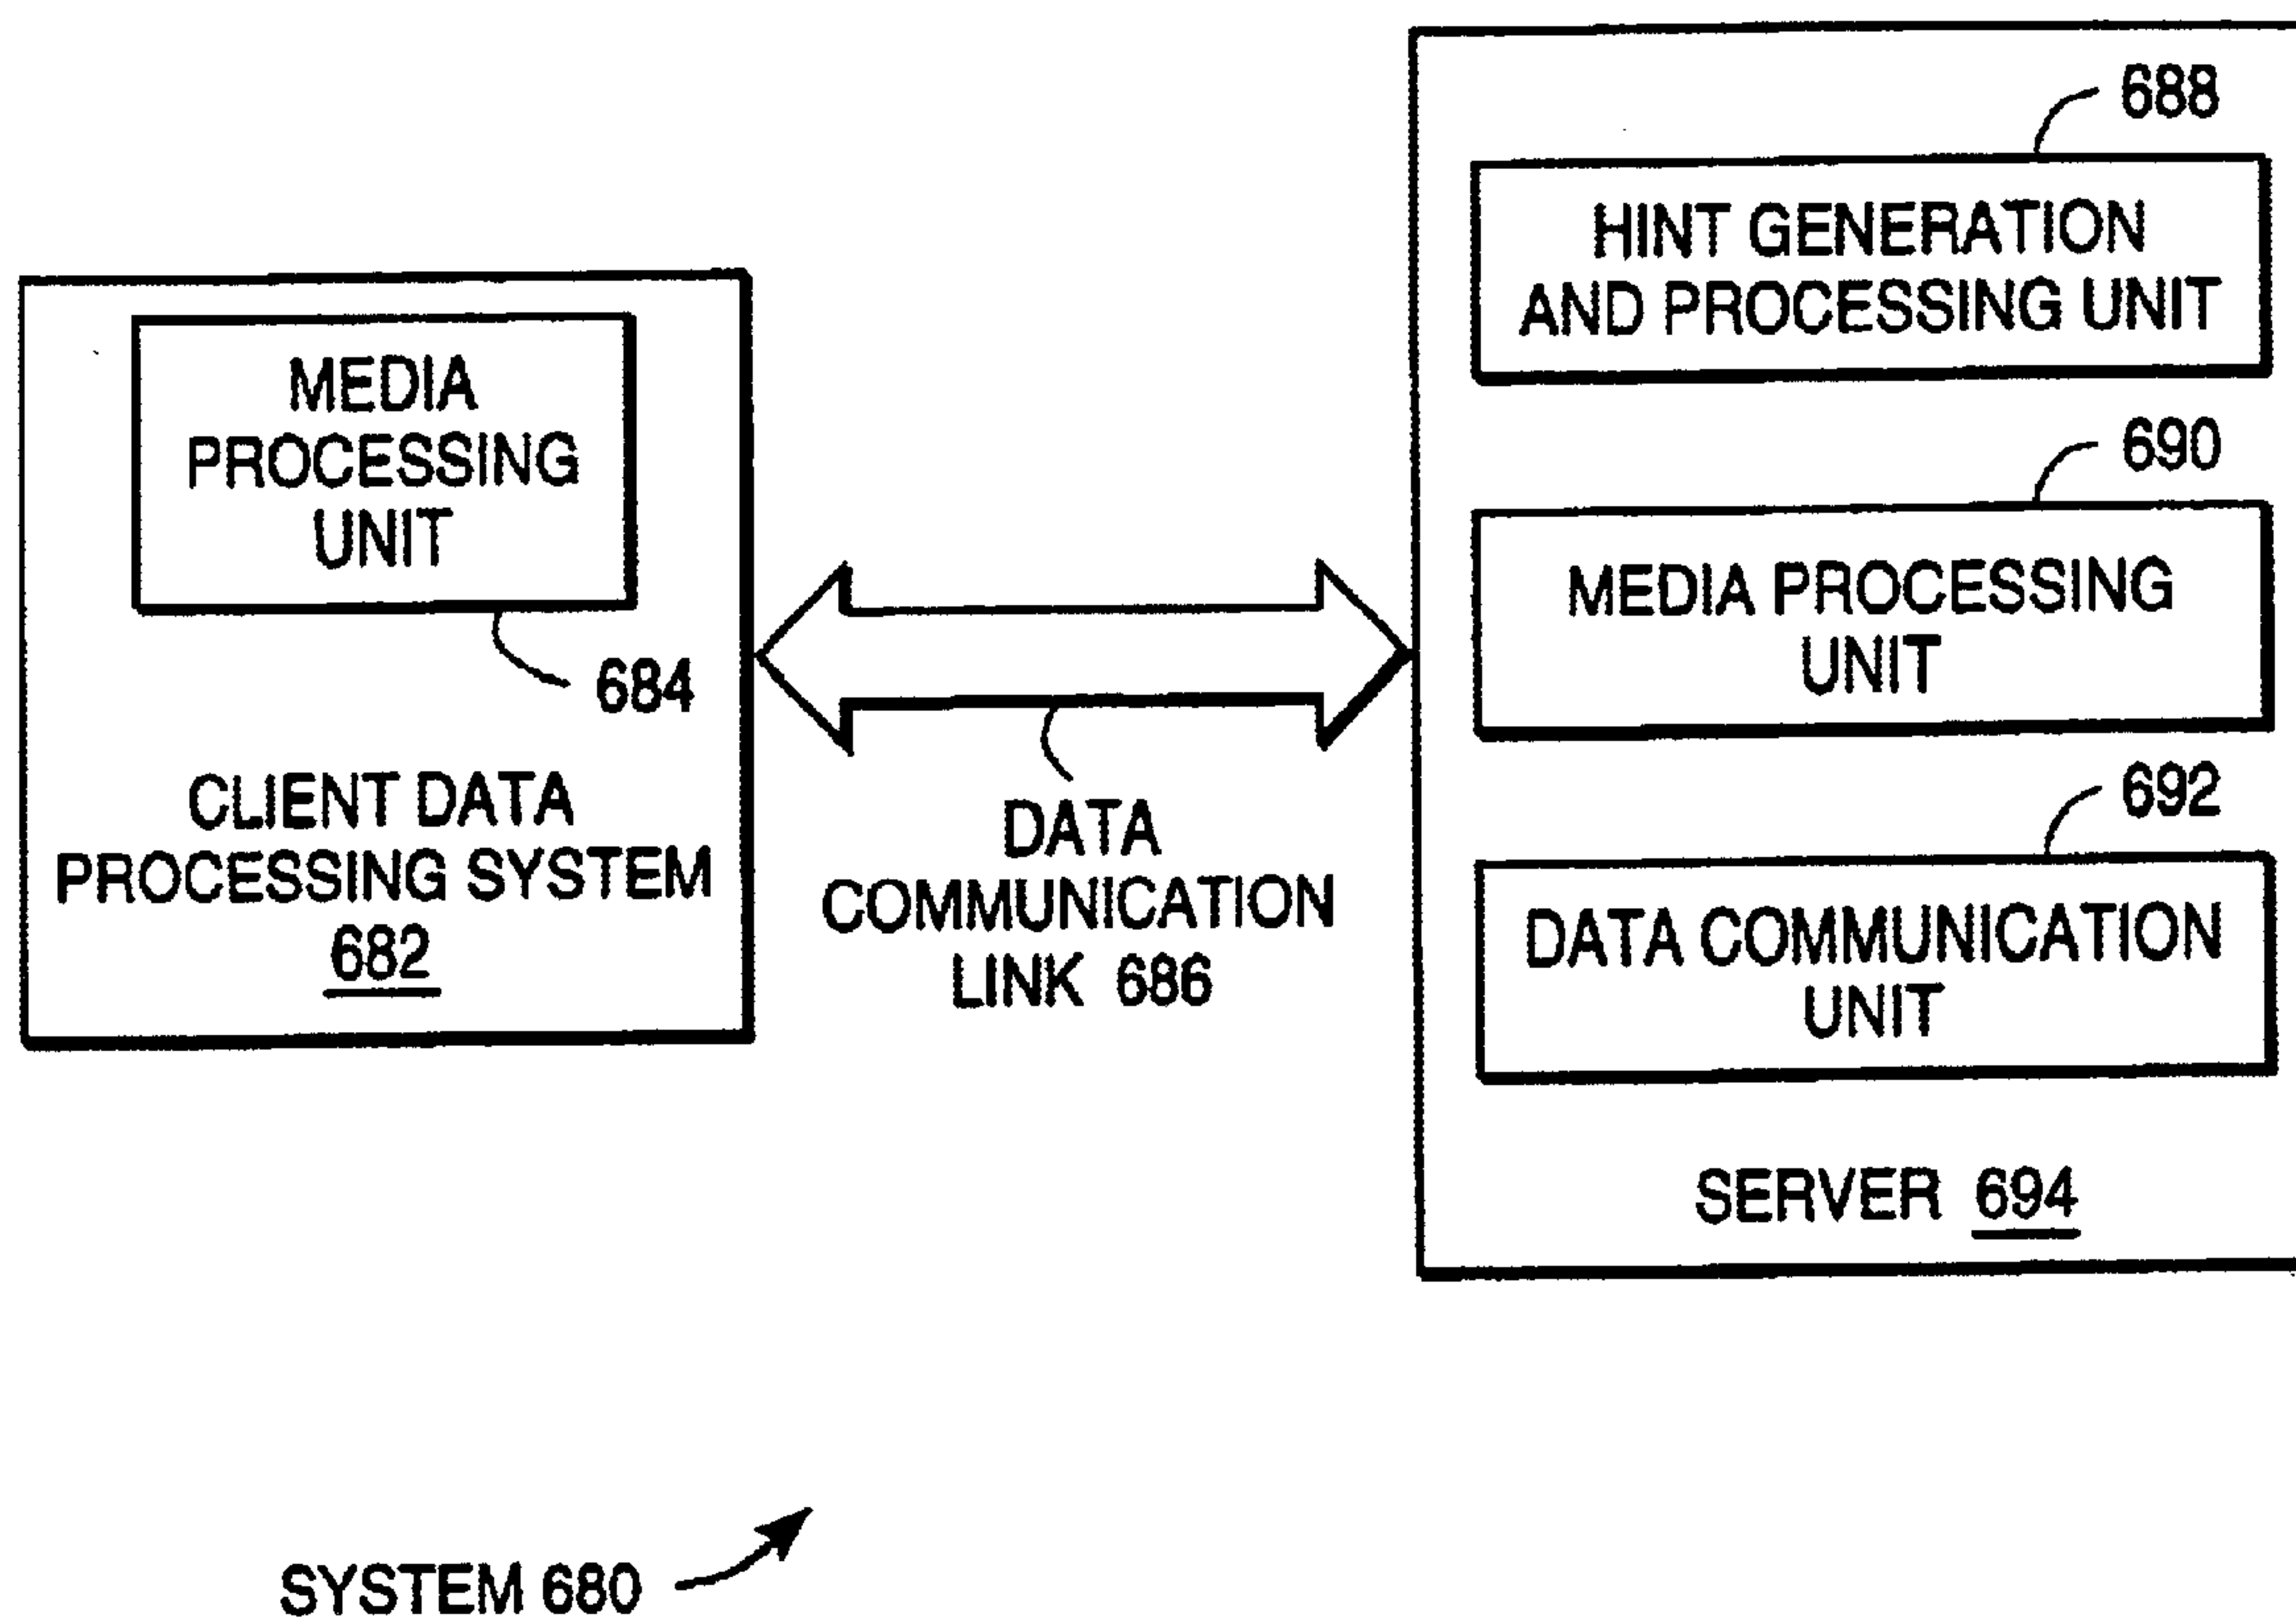 MEDIA
PROCESSING
UNIT
684
CLIENT DATA
PROCESSING SYSTEM
682
DATA
COMMUNICATION
LINK 686
688
HINT GENERATION
AND PROCESSING UNIT
690
MEDIA PROCESSING
UNIT
692
DATA COMMUNICATION
UNIT
SERVER 694
SYSTEM 680